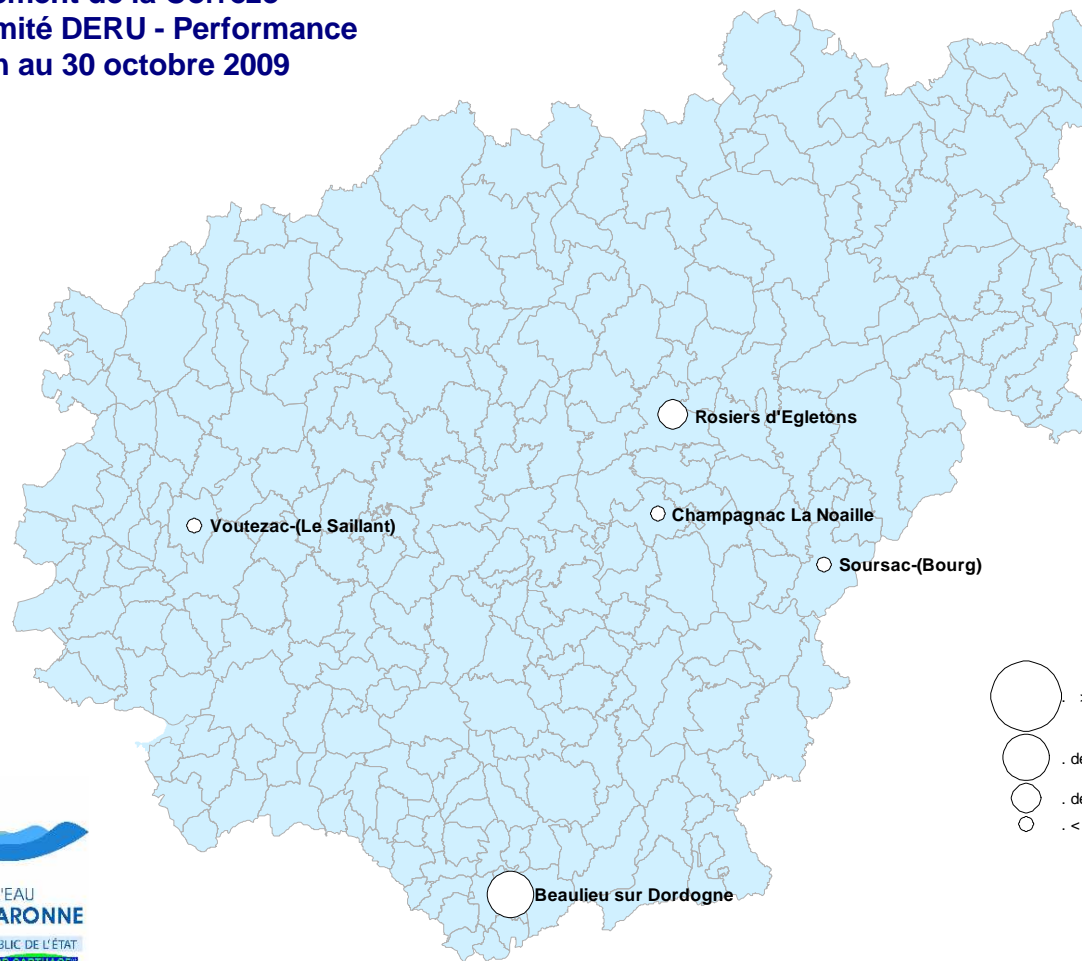 mité DERU - Performance
n au 30 octobre 2009
Rosiers d'Egletons
Champagnac La Noaille
Voutezac-(Le Saillant)
Soursac-(Bourg)
. de
. de
. <
Beaulieu sur Dordogne
'EAU
ARONNE
BLIC DE L'ÉTAT